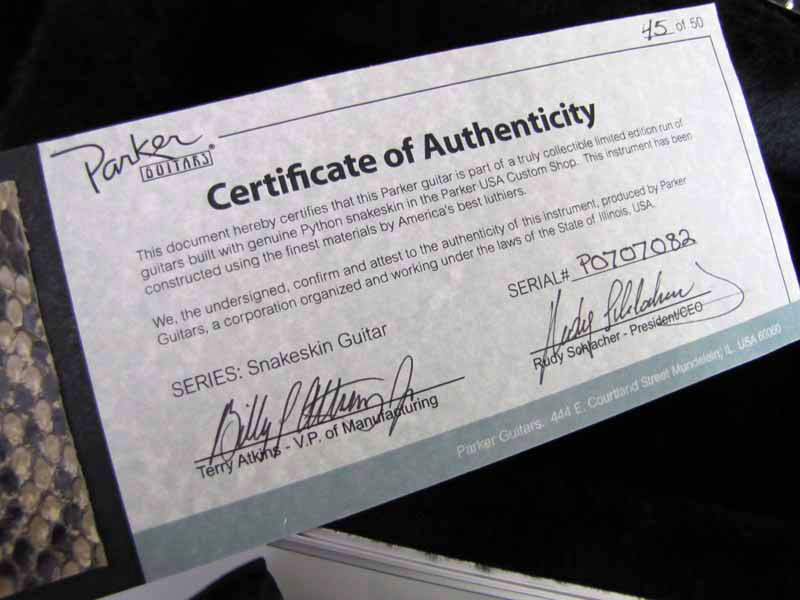 45 of 50
Parker
GUITARS®
Certificate of Authenticity
This document hereby certifies that this Parker guitar is part of a truly collectible limited edition run of
guitars built with genuine Python snakeskin in the Parker USA Custom Shop. This instrument has been
constructed using the finest materials by America's best luthiers.
We, the undersigned, confirm and attest to the authenticity of this instrument, produced by Parker
Guitars, a corporation organized and working under the laws of the State of Illinois, USA.
SERIAL# P0707082
SERIES: Snakeskin Guitar
Rudy Schlacher - President/CEO
Billy Atkins Jr
Terry Atkins - V.P. of Manufacturing
Parker Guitars. 444 E. Courtland Street Mundelein, IL. USA 60060